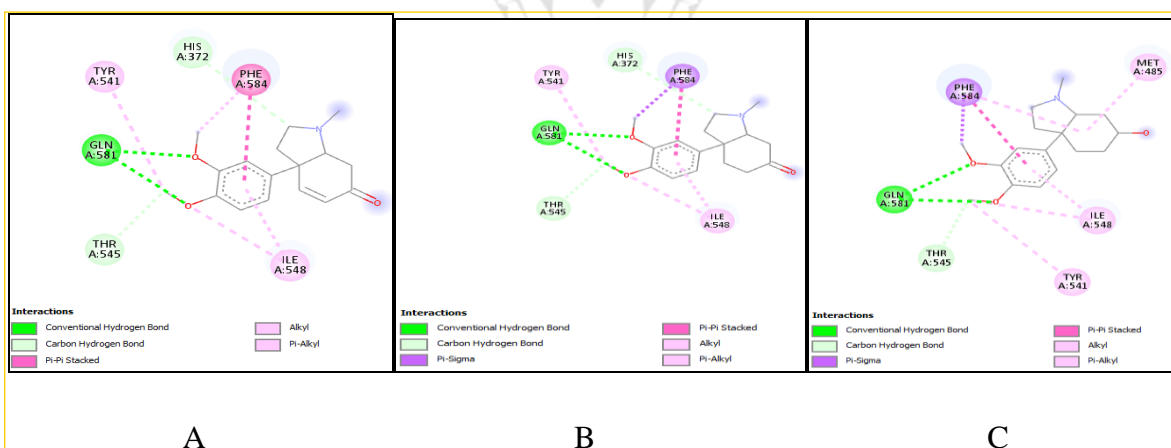 HIS
A:372
TYR
A:541
PHE
A:584
GLN
A:581
N
O
O
O
THR
A:545
ILE
A:548
Interactions
Conventional Hydrogen Bond
Carbon Hydrogen Bond
Pi-Pi Stacked
Alkyl
Pi-Alkyl
A
HIS
A:372
TYR
A:541
PHE
A:584
GLN
A:581
N
O
O
O
THR
A:545
ILE
A:548
Interactions
Conventional Hydrogen Bond
Carbon Hydrogen Bond
Pi-Sigma
Pi-Pi Stacked
Alkyl
Pi-Alkyl
B
MET
A:485
PHE
A:584
N
O
O
O
GLN
A:581
ILE
A:548
THR
A:545
TYR
A:541
Interactions
Conventional Hydrogen Bond
Carbon Hydrogen Bond
Pi-Sigma
Pi-Pi Stacked
Alkyl
Pi-Alkyl
C